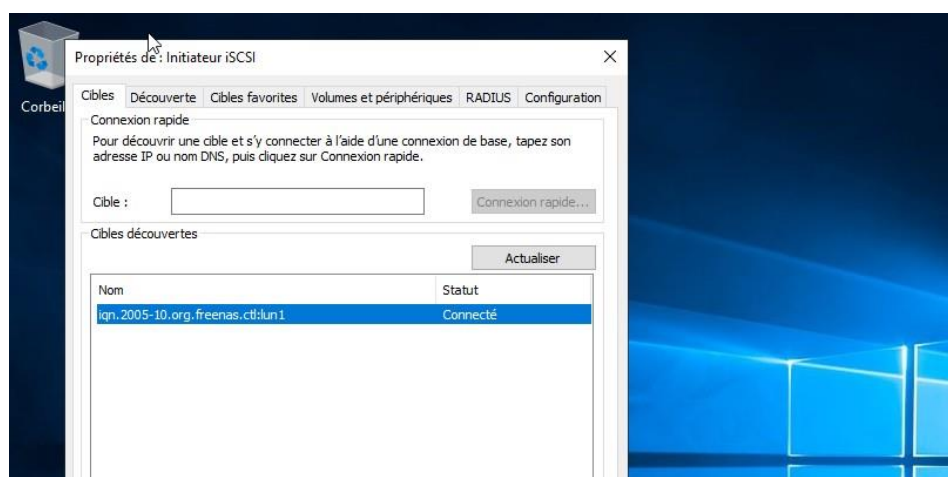 Propriétés de : Initiateur iSCSI
Corbeil
Cibles Découverte Cibles favorites Volumes et périphériques RADIUS Configuration
Connexion rapide
Pour découvrir une cible et s'y connecter à l'aide d'une connexion de base, tapez son
adresse IP ou nom DNS, puis cliquez sur Connexion rapide.
Cible :
Connexion rapide...
Cibles découvertes
Actualiser
Nom Statut
iqn.2005-10.org.freenas.ctl:lun1 Connecté